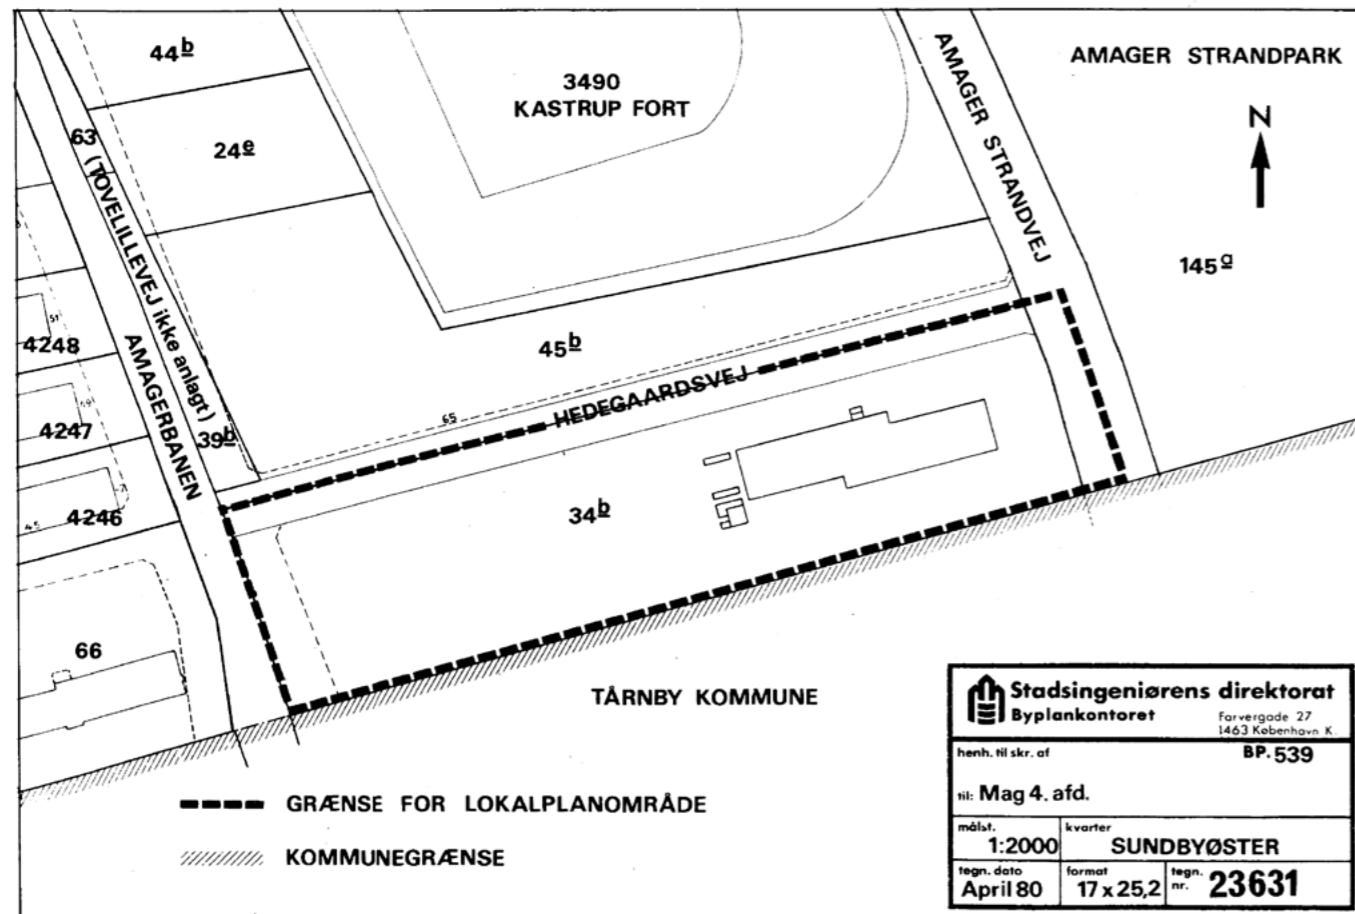 44b
3490
KASTRUP FORT
AMAGER STRANDVEJ
AMAGER STRANDPARK
N
63
(TOVELILLEVEJ ikke anlagt)
24e
145a
51
4248
AMAGERBANEN
45b
59
4247
39b
65
HEDEGAARDSVEJ
45
4246
34b
66
TÅRNBY KOMMUNE
GRÆNSE FOR LOKALPLANOMRÅDE
KOMMUNEGRÆNSE
Stadsingeniørens direktorat
Byplankontoret
Farvergade 27
1463 København K.
henh. til skr. af
BP. 539
til: Mag 4. afd.
målst.
1:2000
kvarter
SUNDBYØSTER
tegn. dato
April 80
format
17 x 25,2
tegn. nr.
23631